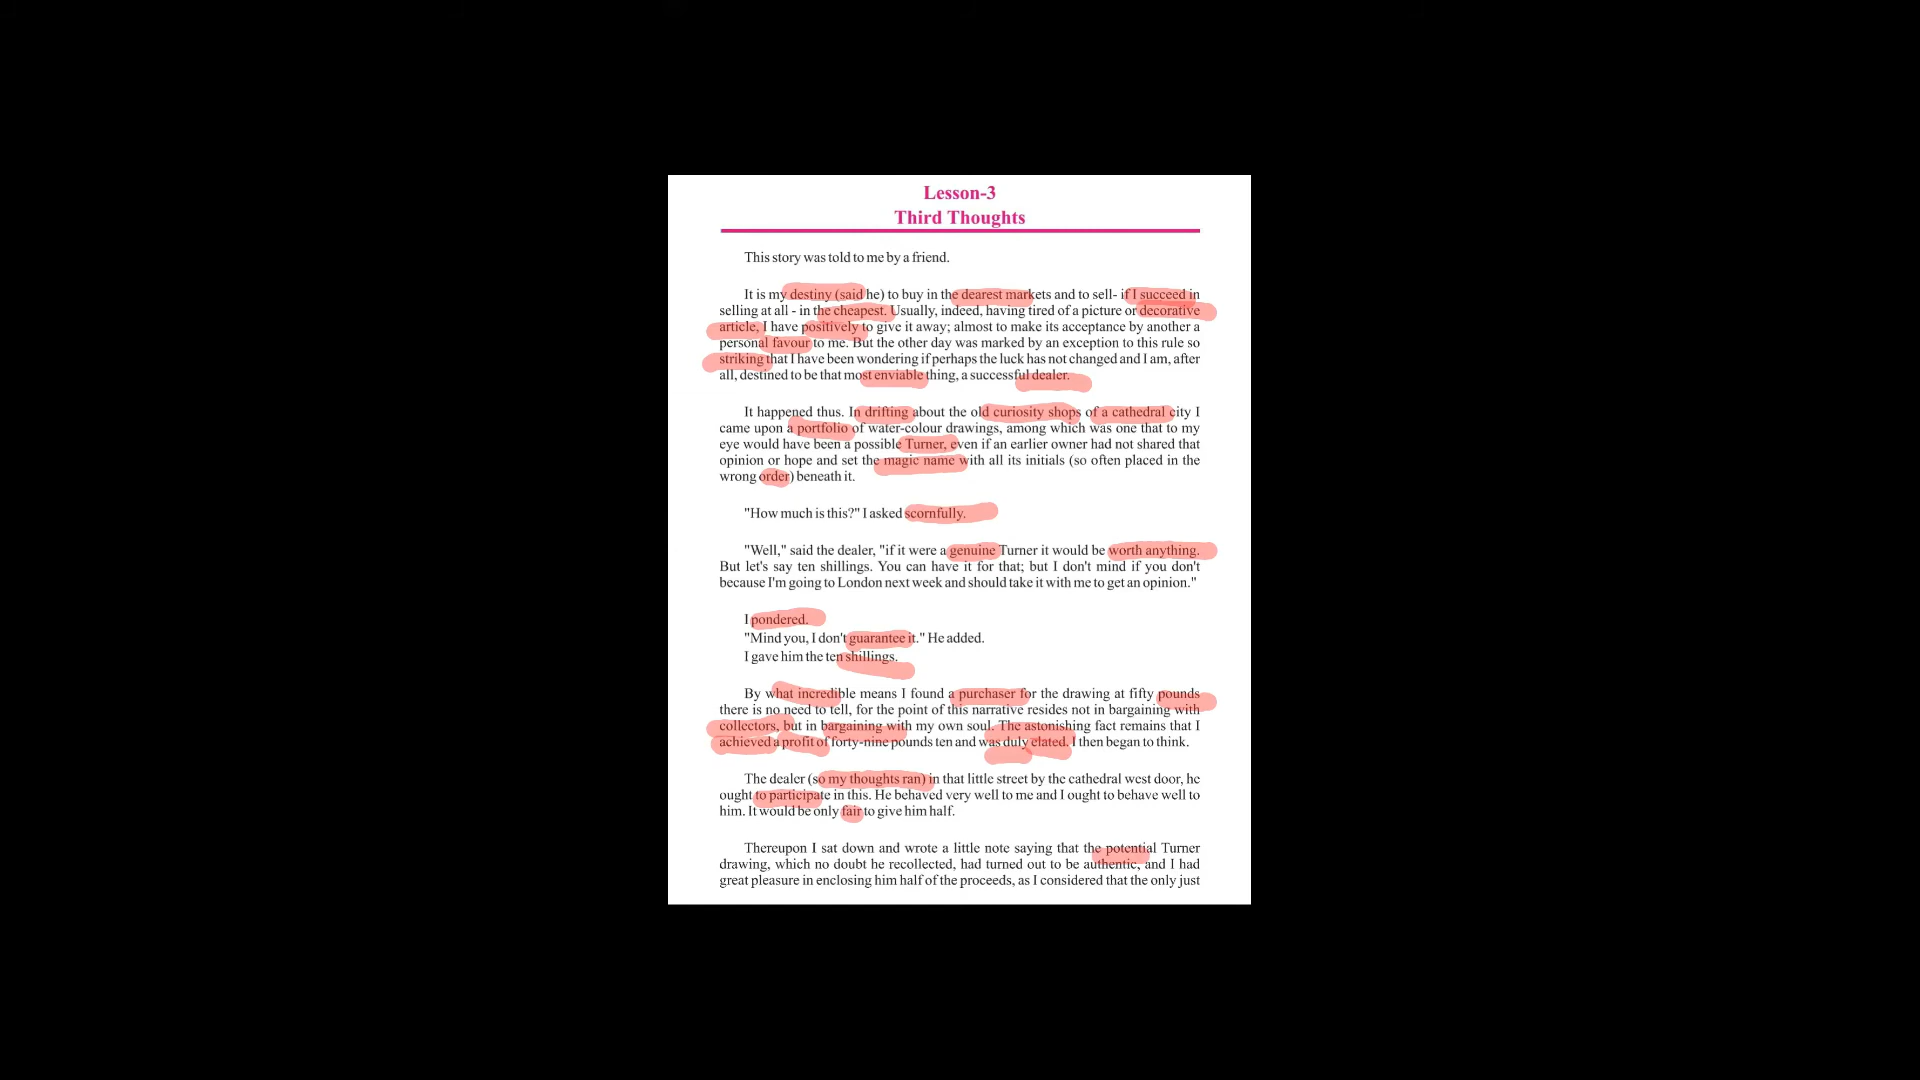 Lesson-3
Third Thoughts
This story was told to me by a friend.
It is my destiny (said he) to buy in the dearest markets and to sell- if I succeed in
selling at all - in the cheapest. Usually, indeed, having tired of a picture or decorative
article, I have positively to give it away; almost to make its acceptance by another a
personal favour to me. But the other day was marked by an exception to this rule so
striking that I have been wondering if perhaps the luck has not changed and I am, after
all, destined to be that most enviable thing, a successful dealer.
It happened thus. In drifting about the old curiosity shops of a cathedral city I
came upon a portfolio of water-colour drawings, among which was one that to my
eye would have been a possible Turner, even if an earlier owner had not shared that
opinion or hope and set the magic name with all its initials (so often placed in the
wrong order) beneath it.
"How much is this?" I asked scornfully.
"Well," said the dealer, "if it were a genuine Turner it would be worth anything.
But let's say ten shillings. You can have it for that; but I don't mind if you don't
because I'm going to London next week and should take it with me to get an opinion."
I pondered.
"Mind you, I don't guarantee it." He added.
I gave him the ten shillings.
By what incredible means I found a purchaser for the drawing at fifty pounds
there is no need to tell, for the point of this narrative resides not in bargaining with
collectors, but in bargaining with my own soul. The astonishing fact remains that I
achieved a profit of forty-nine pounds ten and was duly elated. I then began to think.
The dealer (so my thoughts ran) in that little street by the cathedral west door, he
ought to participate in this. He behaved very well to me and I ought to behave well to
him. It would be only fair to give him half.
Thereupon I sat down and wrote a little note saying that the potential Turner
drawing, which no doubt he recollected, had turned out to be authentic, and I had
great pleasure in enclosing him half of the proceeds, as I considered that the only just